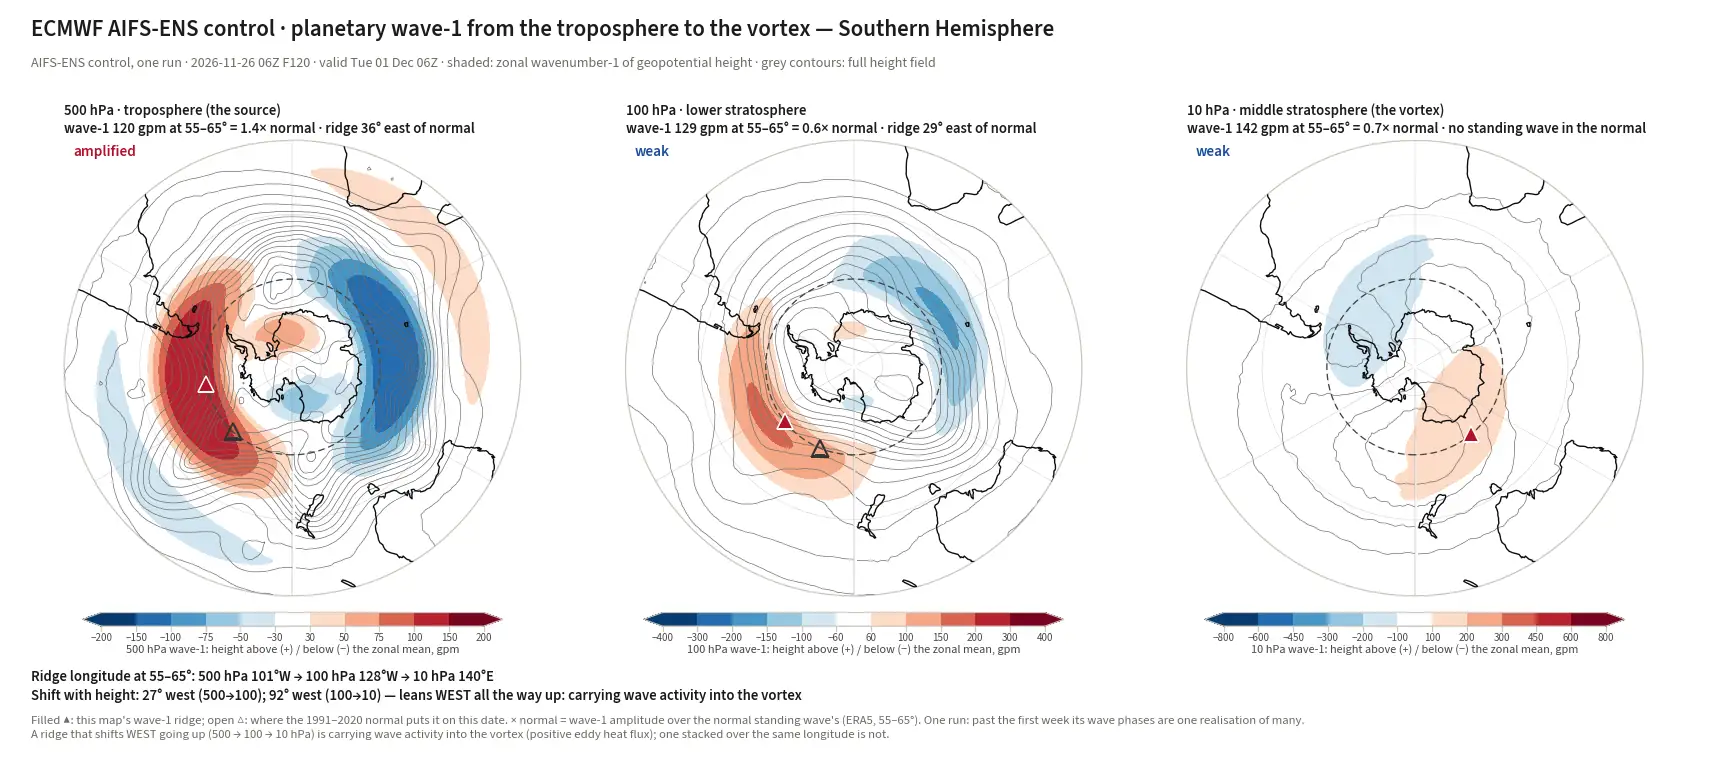 ECMWF AIFS-ENS control · planetary wave-1 from the troposphere to the vortex — Southern Hemisphere
AIFS-ENS control, one run · 2026-11-26 06Z F120 · valid Tue 01 Dec 06Z · shaded: zonal wavenumber-1 of geopotential height · grey contours: full height field
500 hPa · troposphere (the source)
wave-1 120 gpm at 55–65° = 1.4× normal · ridge 36° east of normal
amplified
100 hPa · lower stratosphere
wave-1 129 gpm at 55–65° = 0.6× normal · ridge 29° east of normal
weak
10 hPa · middle stratosphere (the vortex)
wave-1 142 gpm at 55–65° = 0.7× normal · no standing wave in the normal
weak
−200 −150 −100 −75 −50 −30 30 50 75 100 150 200
500 hPa wave-1: height above (+) / below (−) the zonal mean, gpm
−400 −300 −200 −150 −100 −60 60 100 150 200 300 400
100 hPa wave-1: height above (+) / below (−) the zonal mean, gpm
−800 −600 −450 −300 −200 −100 100 200 300 450 600 800
10 hPa wave-1: height above (+) / below (−) the zonal mean, gpm
Ridge longitude at 55–65°: 500 hPa 101°W → 100 hPa 128°W → 10 hPa 140°E
Shift with height: 27° west (500→100); 92° west (100→10) — leans WEST all the way up: carrying wave activity into the vortex
Filled ▲: this map's wave-1 ridge; open △: where the 1991–2020 normal puts it on this date. × normal = wave-1 amplitude over the normal standing wave's (ERA5, 55–65°). One run: past the first week its wave phases are one realisation of many.
A ridge that shifts WEST going up (500 → 100 → 10 hPa) is carrying wave activity into the vortex (positive eddy heat flux); one stacked over the same longitude is not.